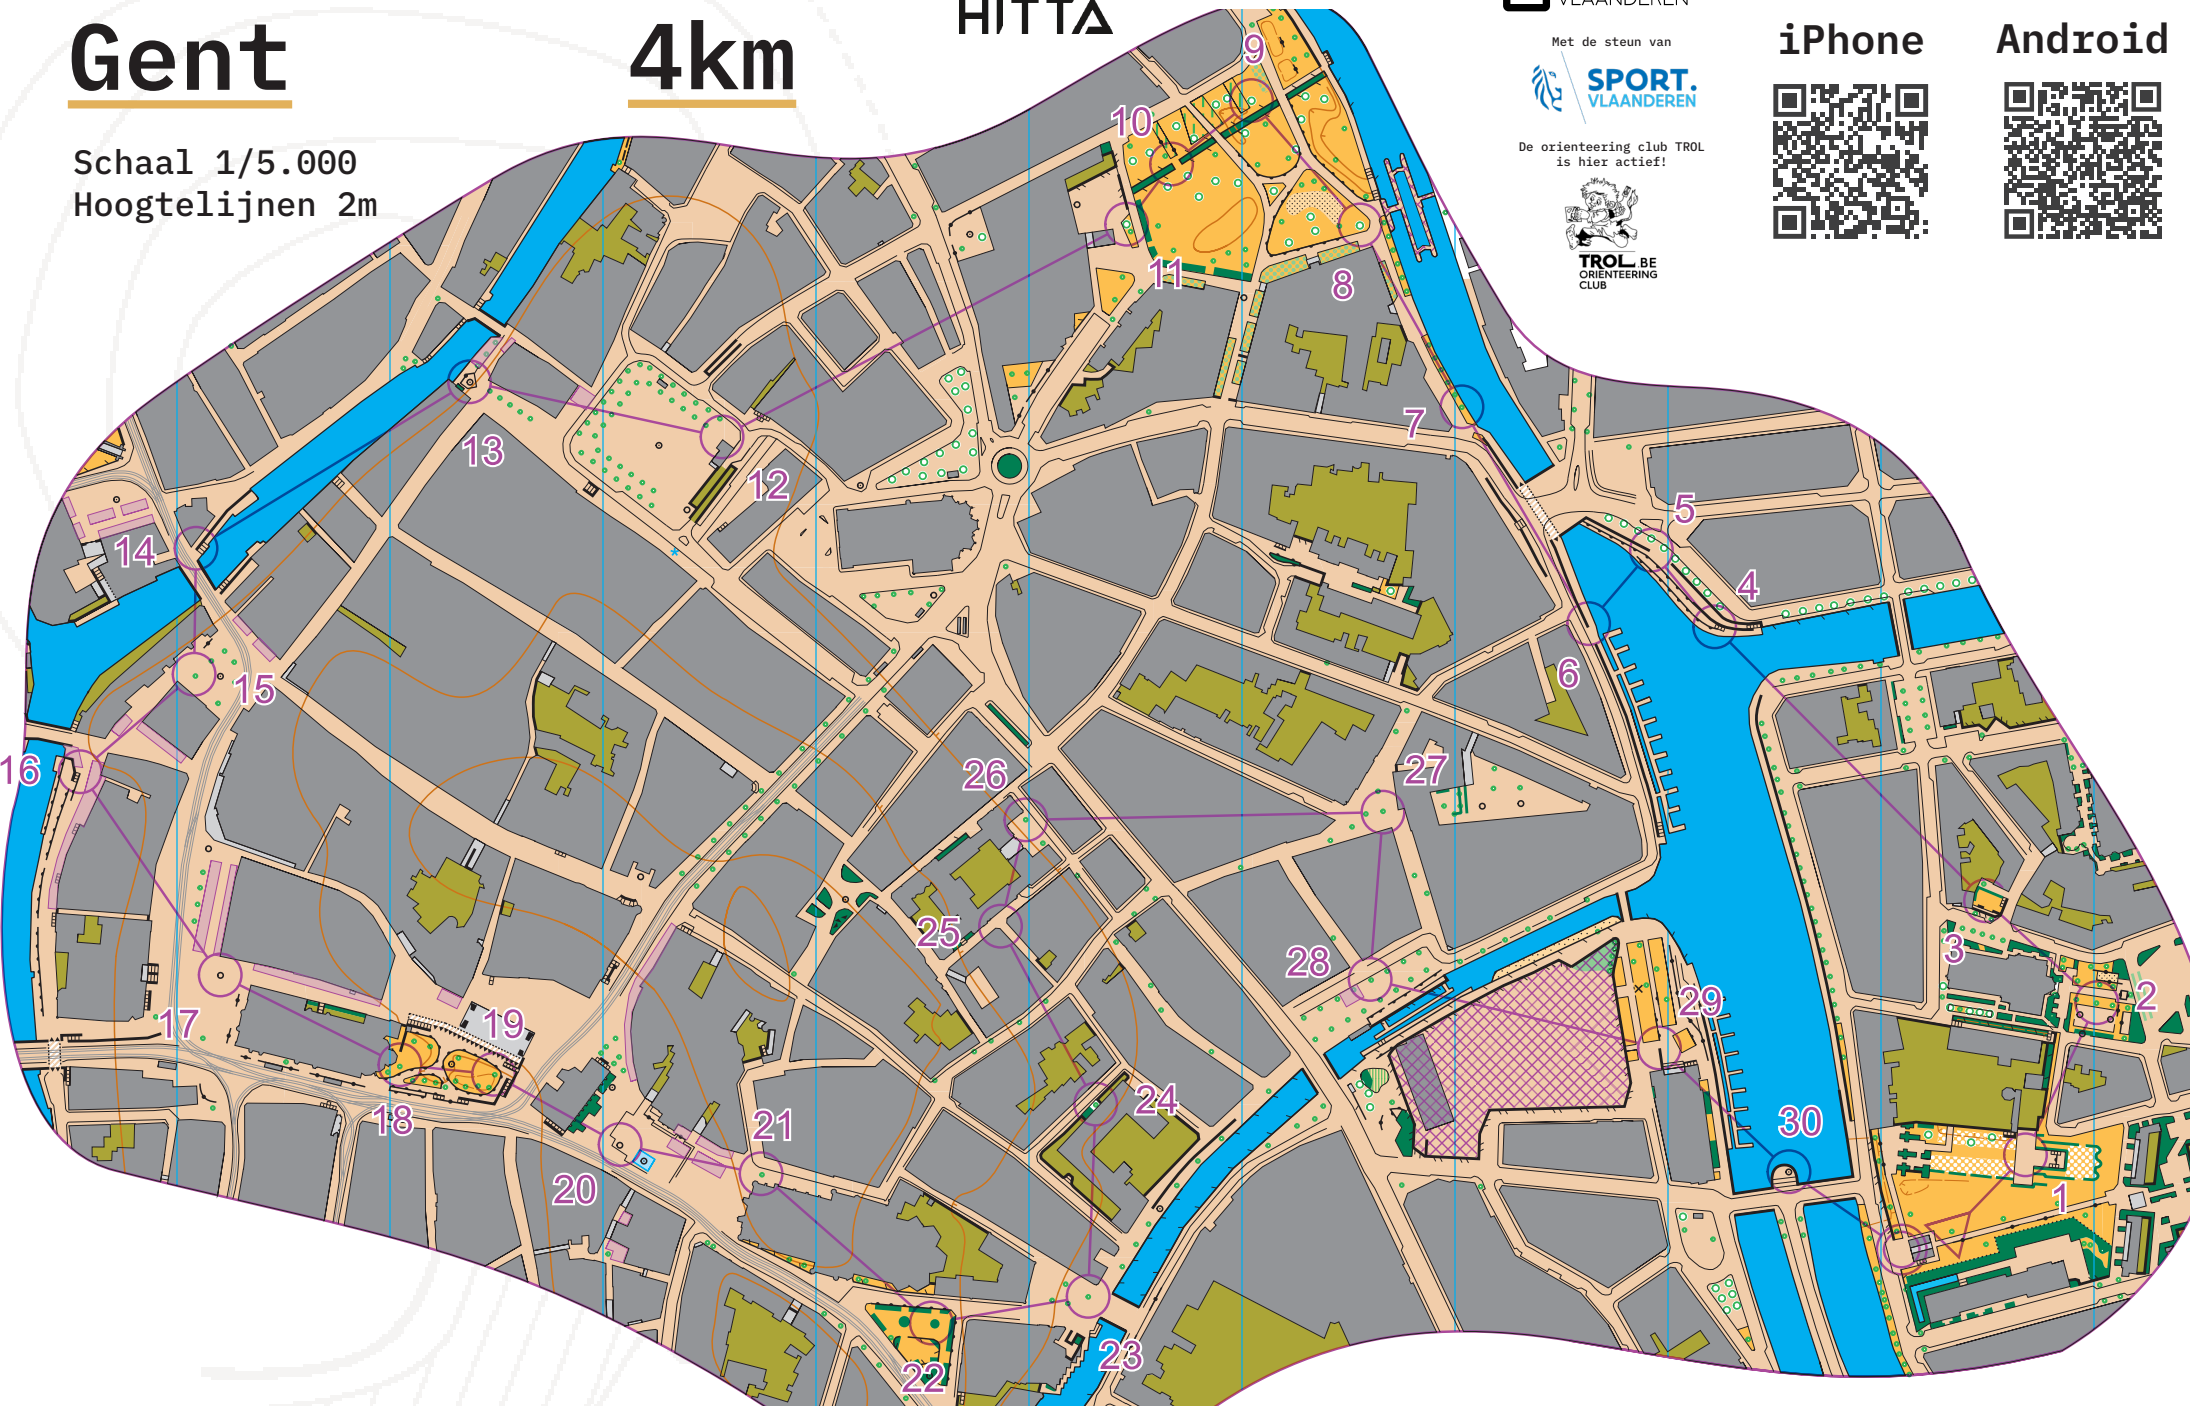 Gent
4km
HITTA
VLAANDEREN
Met de steun van
SPORT.
VLAANDEREN
De orienteering club TROL
is hier actief!
TROL.BE
ORIENTEERING
CLUB
iPhone
Android
Schaal 1/5.000
Hoogtelijnen 2m
9
10
11
8
7
12
13
14
5
4
15
6
16
26
27
25
3
28
2
29
17
19
18
24
21
30
20
1
23
22